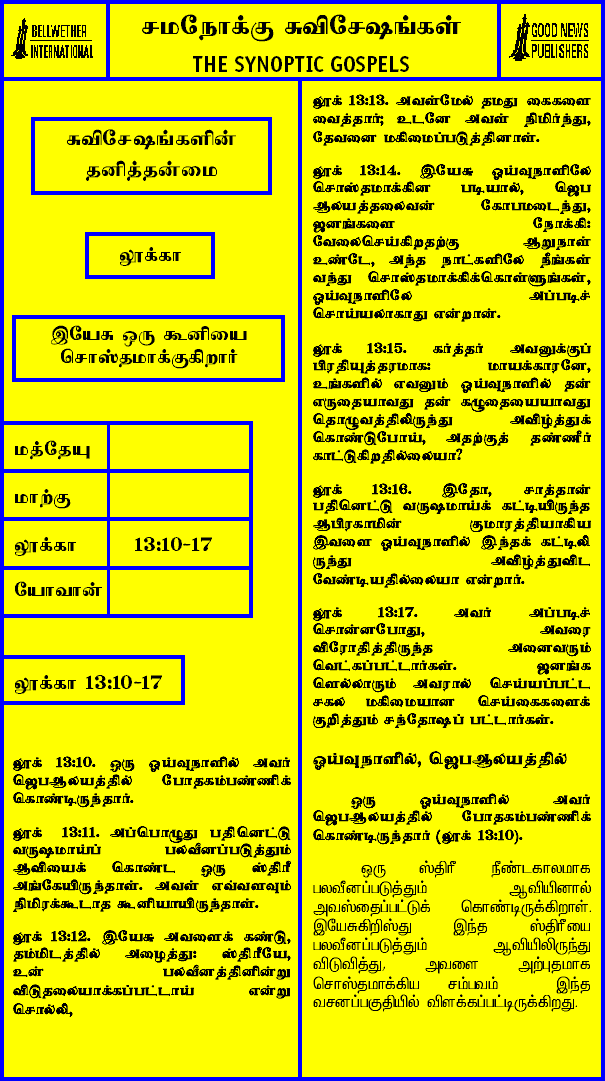 BELLWETHER
INTERNATIONAL
சமநோக்கு சுவிசேஷங்கள்
THE SYNOPTIC GOSPELS
GOOD NEWS
PUBLISHERS
சுவிசேஷங்களின்
தனித்தன்மை
லூக்கா
இயேசு ஒரு கூனியை
சொஸ்தமாக்குகிறார்
மத்தேயு
மாற்கு
லூக்கா 13:10-17
யோவான்
லூக்கா 13:10-17
லூக் 13:10. ஒரு ஓய்வுநாளில் அவர்
ஜெபஆலயத்தில் போதகம்பண்ணிக்
கொண்டிருந்தார்.
லூக் 13:11. அப்பொழுது பதினெட்டு
வருஷமாய்ப் பலவீனப்படுத்தும்
ஆவியைக் கொண்ட ஒரு ஸ்திரீ
அங்கேயிருந்தாள். அவள் எவ்வளவும்
நிமிரக்கூடாத கூனியாயிருந்தாள்.
லூக் 13:12. இயேசு அவளைக் கண்டு,
தம்மிடத்தில் அழைத்து: ஸ்திரீயே,
உன் பலவீனத்தினின்று
விடுதலையாக்கப்பட்டாய் என்று
சொல்லி,
லூக் 13:13. அவள்மேல் தமது கைகளை
வைத்தார்; உடனே அவள் நிமிர்ந்து,
தேவனை மகிமைப்படுத்தினாள்.
லூக் 13:14. இயேசு ஓய்வுநாளிலே
சொஸ்தமாக்கின படியால், ஜெப
ஆலயத்தலைவன் கோபமடைந்து,
ஜனங்களை நோக்கி:
வேலைசெய்கிறதற்கு ஆறுநாள்
உண்டே, அந்த நாட்களிலே நீங்கள்
வந்து சொஸ்தமாக்கிக்கொள்ளுங்கள்,
ஓய்வுநாளிலே அப்படிச்
செய்யலாகாது என்றான்.
லூக் 13:15. கர்த்தர் அவனுக்குப்
பிரதியுத்தரமாக: மாயக்காரனே,
உங்களில் எவனும் ஓய்வுநாளில் தன்
எருதையாவது தன் கழுதையையாவது
தொழுவத்திலிருந்து அவிழ்த்துக்
கொண்டுபோய், அதற்குத் தண்ணீர்
காட்டுகிறதில்லையா?
லூக் 13:16. இதோ, சாத்தான்
பதினெட்டு வருஷமாய்க் கட்டியிருந்த
ஆபிரகாமின் குமாரத்தியாகிய
இவளை ஓய்வுநாளில் இந்தக் கட்டிலி
ருந்து அவிழ்த்துவிட
வேண்டியதில்லையா என்றார்.
லூக் 13:17. அவர் அப்படிச்
சொன்னபோது, அவரை
விரோதித்திருந்த அனைவரும்
வெட்கப்பட்டார்கள். ஜனங்க
ளெல்லாரும் அவரால் செய்யப்பட்ட
சகல மகிமையான செய்கைகளைக்
குறித்தும் சந்தோஷப் பட்டார்கள்.
ஓய்வுநாளில், ஜெபஆலயத்தில்
ஒரு ஓய்வுநாளில் அவர்
ஜெபஆலயத்தில் போதகம்பண்ணிக்
கொண்டிருந்தார் (லூக் 13:10).
ஒரு ஸ்திரீ நீண்டகாலமாக
பலவீனப்படுத்தும் ஆவியினால்
அவஸ்தைப்பட்டுக் கொண்டிருக்கிறாள்.
இயேசுகிறிஸ்து இந்த ஸ்திரீயை
பலவீனப்படுத்தும் ஆவியிலிருந்து
விடுவித்து, அவளை அற்புதமாக
சொஸ்தமாக்கிய சம்பவம் இந்த
வசனப்பகுதியில் விளக்கப்பட்டிருக்கிறது.